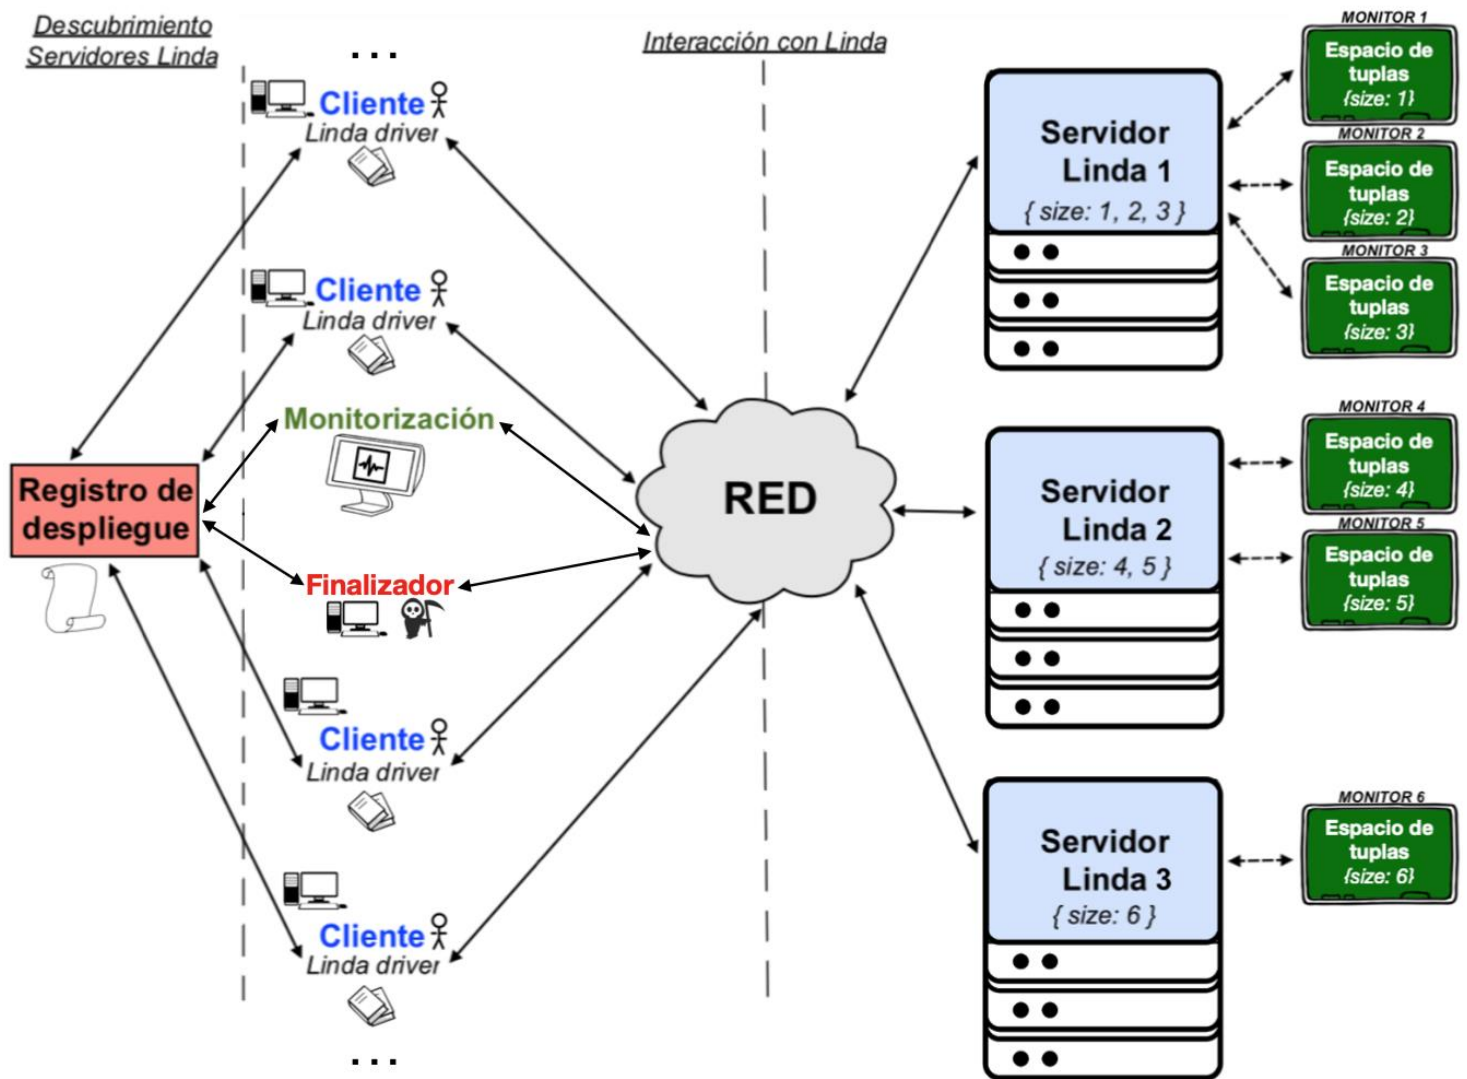 Descubrimiento
Servidores Linda
Interacción con Linda
...
Cliente
Linda driver
Cliente
Linda driver
Monitorización
Registro de
despliegue
Finalizador
Cliente
Linda driver
Cliente
Linda driver
...
RED
Servidor
Linda 1
{ size: 1, 2, 3 }
MONITOR 1
Espacio de
tuplas
{size: 1}
MONITOR 2
Espacio de
tuplas
{size: 2}
MONITOR 3
Espacio de
tuplas
{size: 3}
Servidor
Linda 2
{ size: 4, 5 }
MONITOR 4
Espacio de
tuplas
{size: 4}
MONITOR 5
Espacio de
tuplas
{size: 5}
Servidor
Linda 3
{ size: 6 }
MONITOR 6
Espacio de
tuplas
{size: 6}